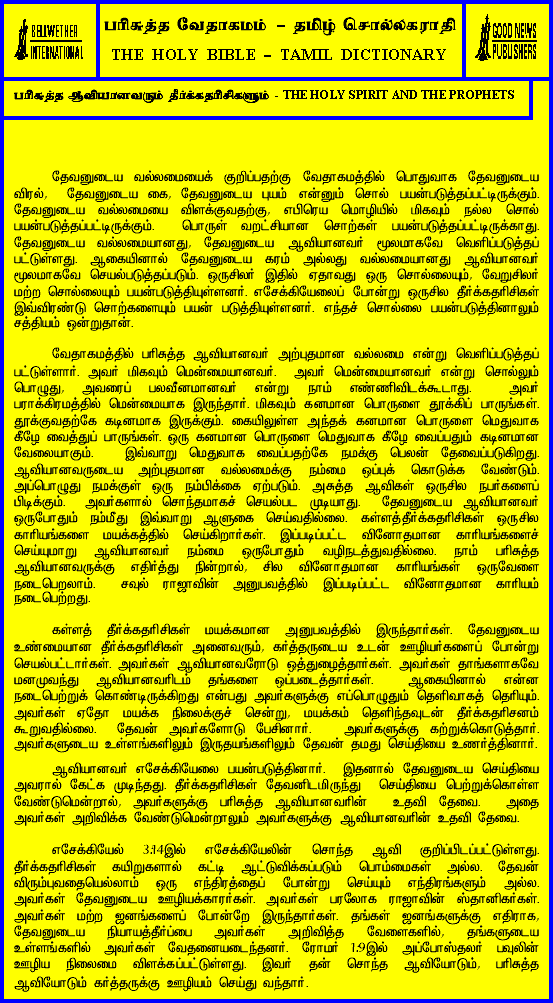 BELLWETHER
INTERNATIONAL
பரிசுத்த வேதாகமம் – தமிழ் சொல்லகராதி
THE HOLY BIBLE – TAMIL DICTIONARY
GOOD NEWS
PUBLISHERS
பரிசுத்த ஆவியானவரும் தீர்க்கதரிசிகளும் - THE HOLY SPIRIT AND THE PROPHETS
தேவனுடைய வல்லமையைக் குறிப்பதற்கு வேதாகமத்தில் பொதுவாக தேவனுடைய
விரல், தேவனுடைய கை, தேவனுடைய புயம் என்னும் சொல் பயன்படுத்தப்பட்டிருக்கும்.
தேவனுடைய வல்லமையை விளக்குவதற்கு, எபிரெய மொழியில் மிகவும் நல்ல சொல்
பயன்படுத்தப்பட்டிருக்கும். பொருள் வறட்சியான சொற்கள் பயன்படுத்தப்பட்டிருக்காது.
தேவனுடைய வல்லமையானது, தேவனுடைய ஆவியானவர் மூலமாகவே வெளிப்படுத்தப்
பட்டுள்ளது. ஆகையினால் தேவனுடைய கரம் அல்லது வல்லமையானது ஆவியானவர்
மூலமாகவே செயல்படுத்தப்படும். ஒருசிலர் இதில் ஏதாவது ஒரு சொல்லையும், வேறுசிலர்
மற்ற சொல்லையும் பயன்படுத்தியுள்ளனர். எசேக்கியேலைப் போன்று ஒருசில தீர்க்கதரிசிகள்
இவ்விரண்டு சொற்களையும் பயன் படுத்தியுள்ளனர். எந்தச் சொல்லை பயன்படுத்தினாலும்
சத்தியம் ஒன்றுதான்.
வேதாகமத்தில் பரிசுத்த ஆவியானவர் அற்புதமான வல்லமை என்று வெளிப்படுத்தப்
பட்டுள்ளார். அவர் மிகவும் மென்மையானவர். அவர் மென்மையானவர் என்று சொல்லும்
பொழுது, அவரைப் பலவீனமானவர் என்று நாம் எண்ணிவிடக்கூடாது. அவர்
பராக்கிரமத்தில் மென்மையாக இருந்தார். மிகவும் கனமான பொருளை தூக்கிப் பாருங்கள்.
தூக்குவதற்கே கடினமாக இருக்கும். கையிலுள்ள அந்தக் கனமான பொருளை மெதுவாக
கீழே வைத்துப் பாருங்கள். ஒரு கனமான பொருளை மெதுவாக கீழே வைப்பதும் கடினமான
வேலையாகும். இவ்வாறு மெதுவாக வைப்பதற்கே நமக்கு பெலன் தேவைப்படுகிறது.
ஆவியானவருடைய அற்புதமான வல்லமைக்கு நம்மை ஒப்புக் கொடுக்க வேண்டும்.
அப்பொழுது நமக்குள் ஒரு நம்பிக்கை ஏற்படும். அசுத்த ஆவிகள் ஒருசில நபர்களைப்
பிடிக்கும். அவர்களால் சொந்தமாகச் செயல்பட முடியாது. தேவனுடைய ஆவியானவர்
ஒருபோதும் நம்மீது இவ்வாறு ஆளுகை செய்வதில்லை. கள்ளத்தீர்க்கதரிசிகள் ஒருசில
காரியங்களை மயக்கத்தில் செய்கிறார்கள். இப்படிப்பட்ட வினோதமான காரியங்களைச்
செய்யுமாறு ஆவியானவர் நம்மை ஒருபோதும் வழிநடத்துவதில்லை. நாம் பரிசுத்த
ஆவியானவருக்கு எதிர்த்து நின்றால், சில வினோதமான காரியங்கள் ஒருவேளை
நடைபெறலாம். சவுல் ராஜாவின் அனுபவத்தில் இப்படிப்பட்ட வினோதமான காரியம்
நடைபெற்றது.
கள்ளத் தீர்க்கதரிசிகள் மயக்கமான அனுபவத்தில் இருந்தார்கள். தேவனுடைய
உண்மையான தீர்க்கதரிசிகள் அனைவரும், கர்த்தருடைய உடன் ஊழியர்களைப் போன்று
செயல்பட்டார்கள். அவர்கள் ஆவியானவரோடு ஒத்துழைத்தார்கள். அவர்கள் தாங்களாகவே
மனமுவந்து ஆவியானவரிடம் தங்களை ஒப்படைத்தார்கள். ஆகையினால் என்ன
நடைபெற்றுக் கொண்டிருக்கிறது என்பது அவர்களுக்கு எப்பொழுதும் தெளிவாகத் தெரியும்.
அவர்கள் ஏதோ மயக்க நிலைக்குச் சென்று, மயக்கம் தெளிந்தவுடன் தீர்க்கதரிசனம்
கூறுவதில்லை. தேவன் அவர்களோடு பேசினார். அவர்களுக்கு கற்றுக்கொடுத்தார்.
அவர்களுடைய உள்ளங்களிலும் இருதயங்களிலும் தேவன் தமது செய்தியை உணர்த்தினார்.
ஆவியானவர் எசேக்கியேலை பயன்படுத்தினார். இதனால் தேவனுடைய செய்தியை
அவரால் கேட்க முடிந்தது. தீர்க்கதரிசிகள் தேவனிடமிருந்து செய்தியை பெற்றுக்கொள்ள
வேண்டுமென்றால், அவர்களுக்கு பரிசுத்த ஆவியானவரின் உதவி தேவை. அதை
அவர்கள் அறிவிக்க வேண்டுமென்றாலும் அவர்களுக்கு ஆவியானவரின் உதவி தேவை.
எசேக்கியேல் 3:14இல் எசேக்கியேலின் சொந்த ஆவி குறிப்பிடப்பட்டுள்ளது.
தீர்க்கதரிசிகள் கயிறுகளால் கட்டி ஆட்டுவிக்கப்படும் பொம்மைகள் அல்ல. தேவன்
விரும்புவதையெல்லாம் ஒரு எந்திரத்தைப் போன்று செய்யும் எந்திரங்களும் அல்ல.
அவர்கள் தேவனுடைய ஊழியக்காரர்கள். அவர்கள் பரலோக ராஜாவின் ஸ்தானிகர்கள்.
அவர்கள் மற்ற ஜனங்களைப் போன்றே இருந்தார்கள். தங்கள் ஜனங்களுக்கு எதிராக,
தேவனுடைய நியாயத்தீர்ப்பை அவர்கள் அறிவித்த வேளைகளில், தங்களுடைய
உள்ளங்களில் அவர்கள் வேதனையடைந்தனர். ரோமர் 1:9இல் அப்போஸ்தலர் பவுலின்
ஊழிய நிலைமை விளக்கப்பட்டுள்ளது. இவர் தன் சொந்த ஆவியோடும், பரிசுத்த
ஆவியோடும் கர்த்தருக்கு ஊழியம் செய்து வந்தார்.